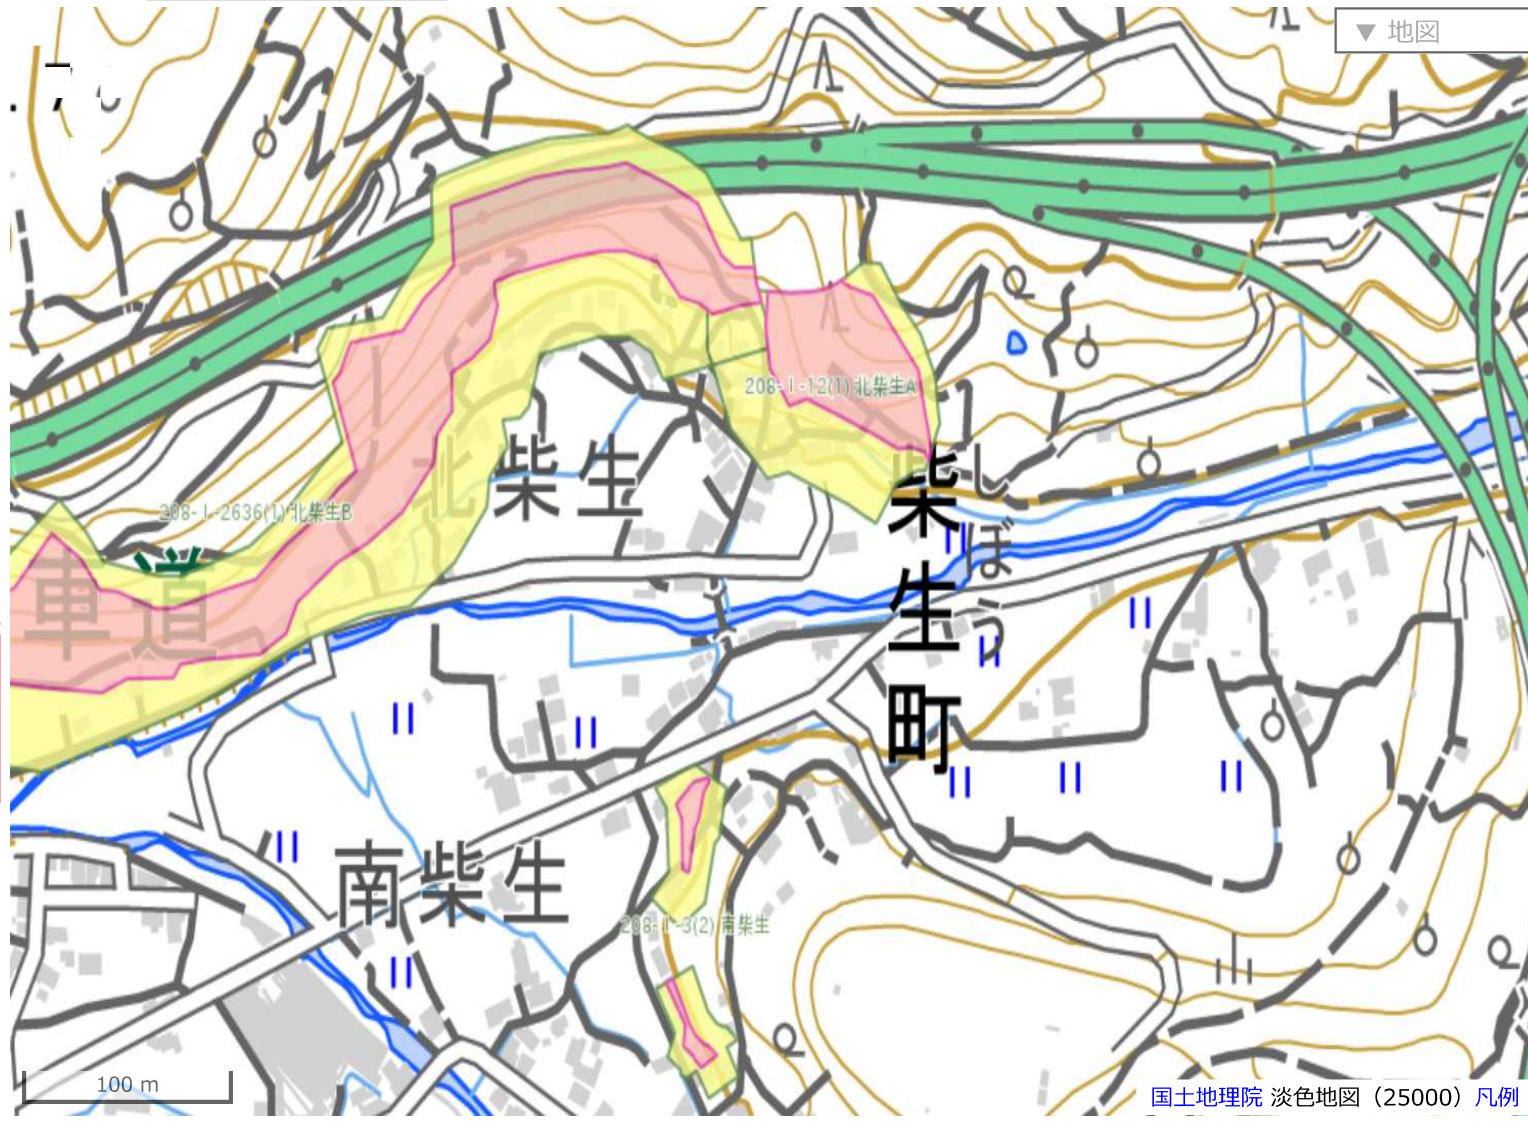 ▼ 地図
208-Ⅰ-12(1) 北柴生A
北柴生
柴生町
しぼう
208-Ⅰ-2636(1) 北柴生B
車道
南柴生
208-Ⅰ-3(2) 南柴生
100 m
国土地理院 淡色地図（25000）凡例